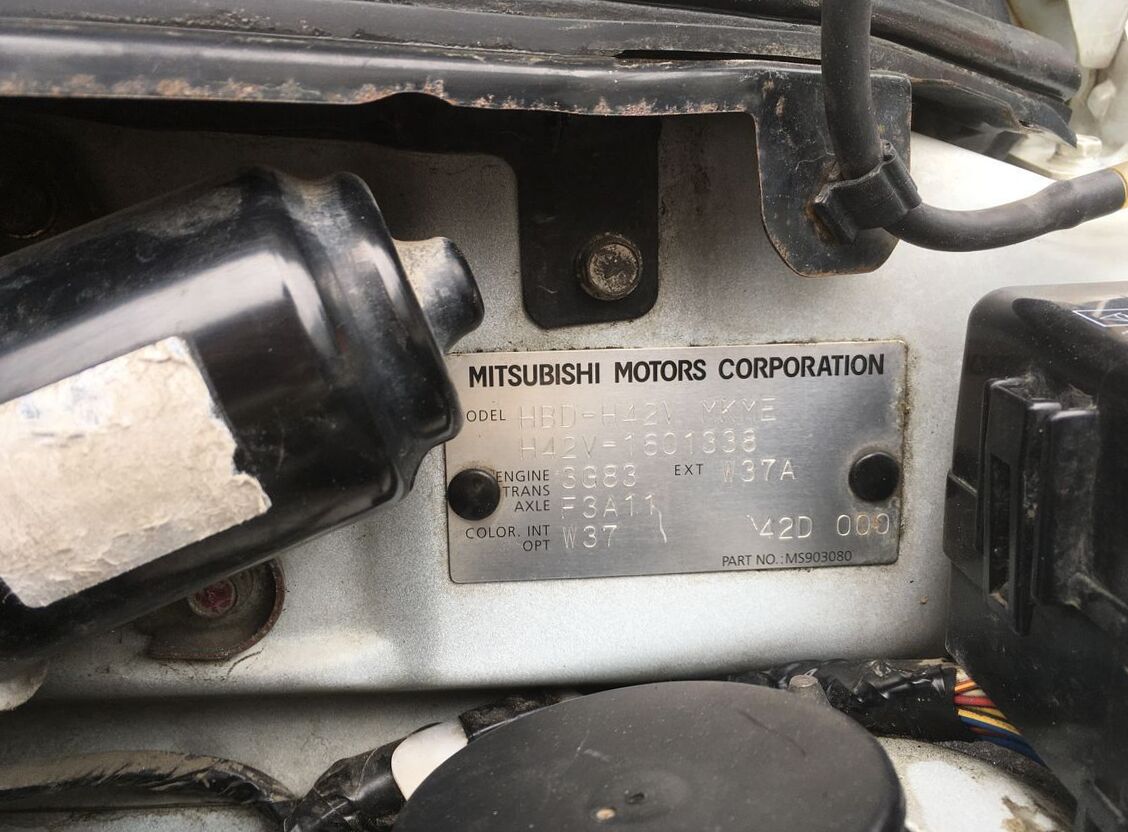 MITSUBISHI MOTORS CORPORATION
ODEL HBD-H42V MKME
H42V-1601338
ENGINE 3G83 EXT W37A
TRANS
AXLE F3A11
COLOR. INT W37 42D 000
OPT
PART NO.: MS903080